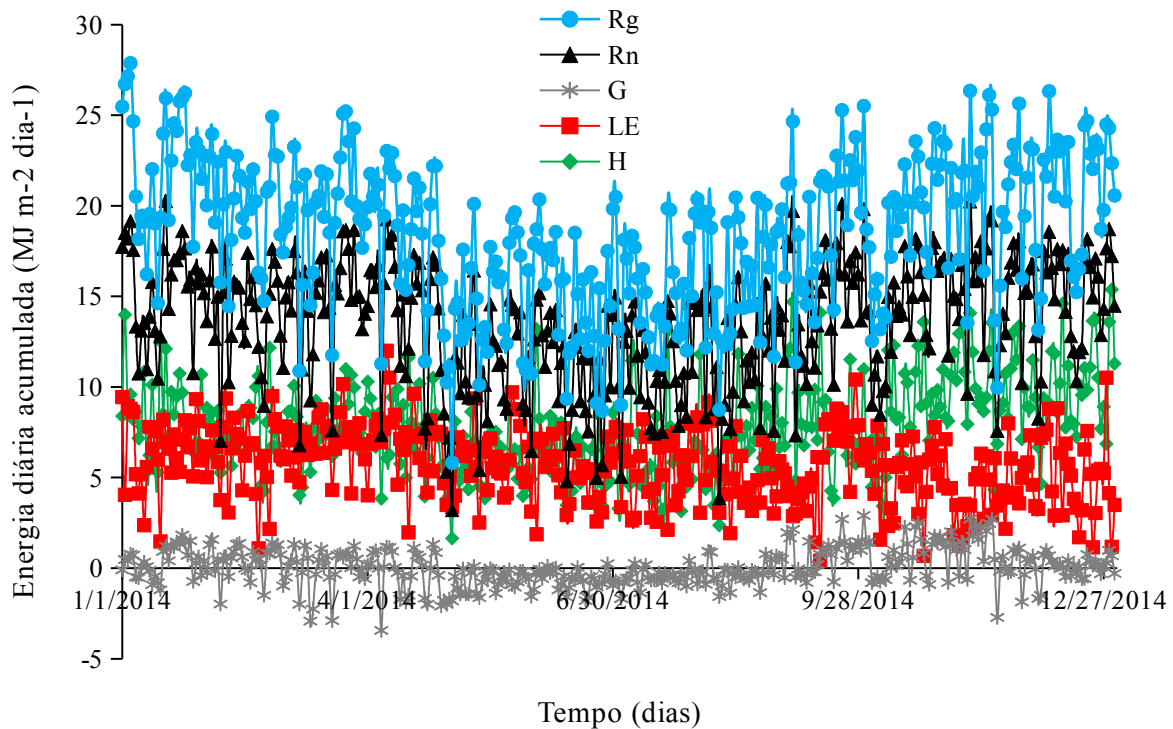 30
25
20
15
10
5
0
-5
Energia diária acumulada (MJ m-2 dia-1)
Rg
Rn
G
LE
H
1/1/2014
4/1/2014
6/30/2014
9/28/2014
12/27/2014
Tempo (dias)